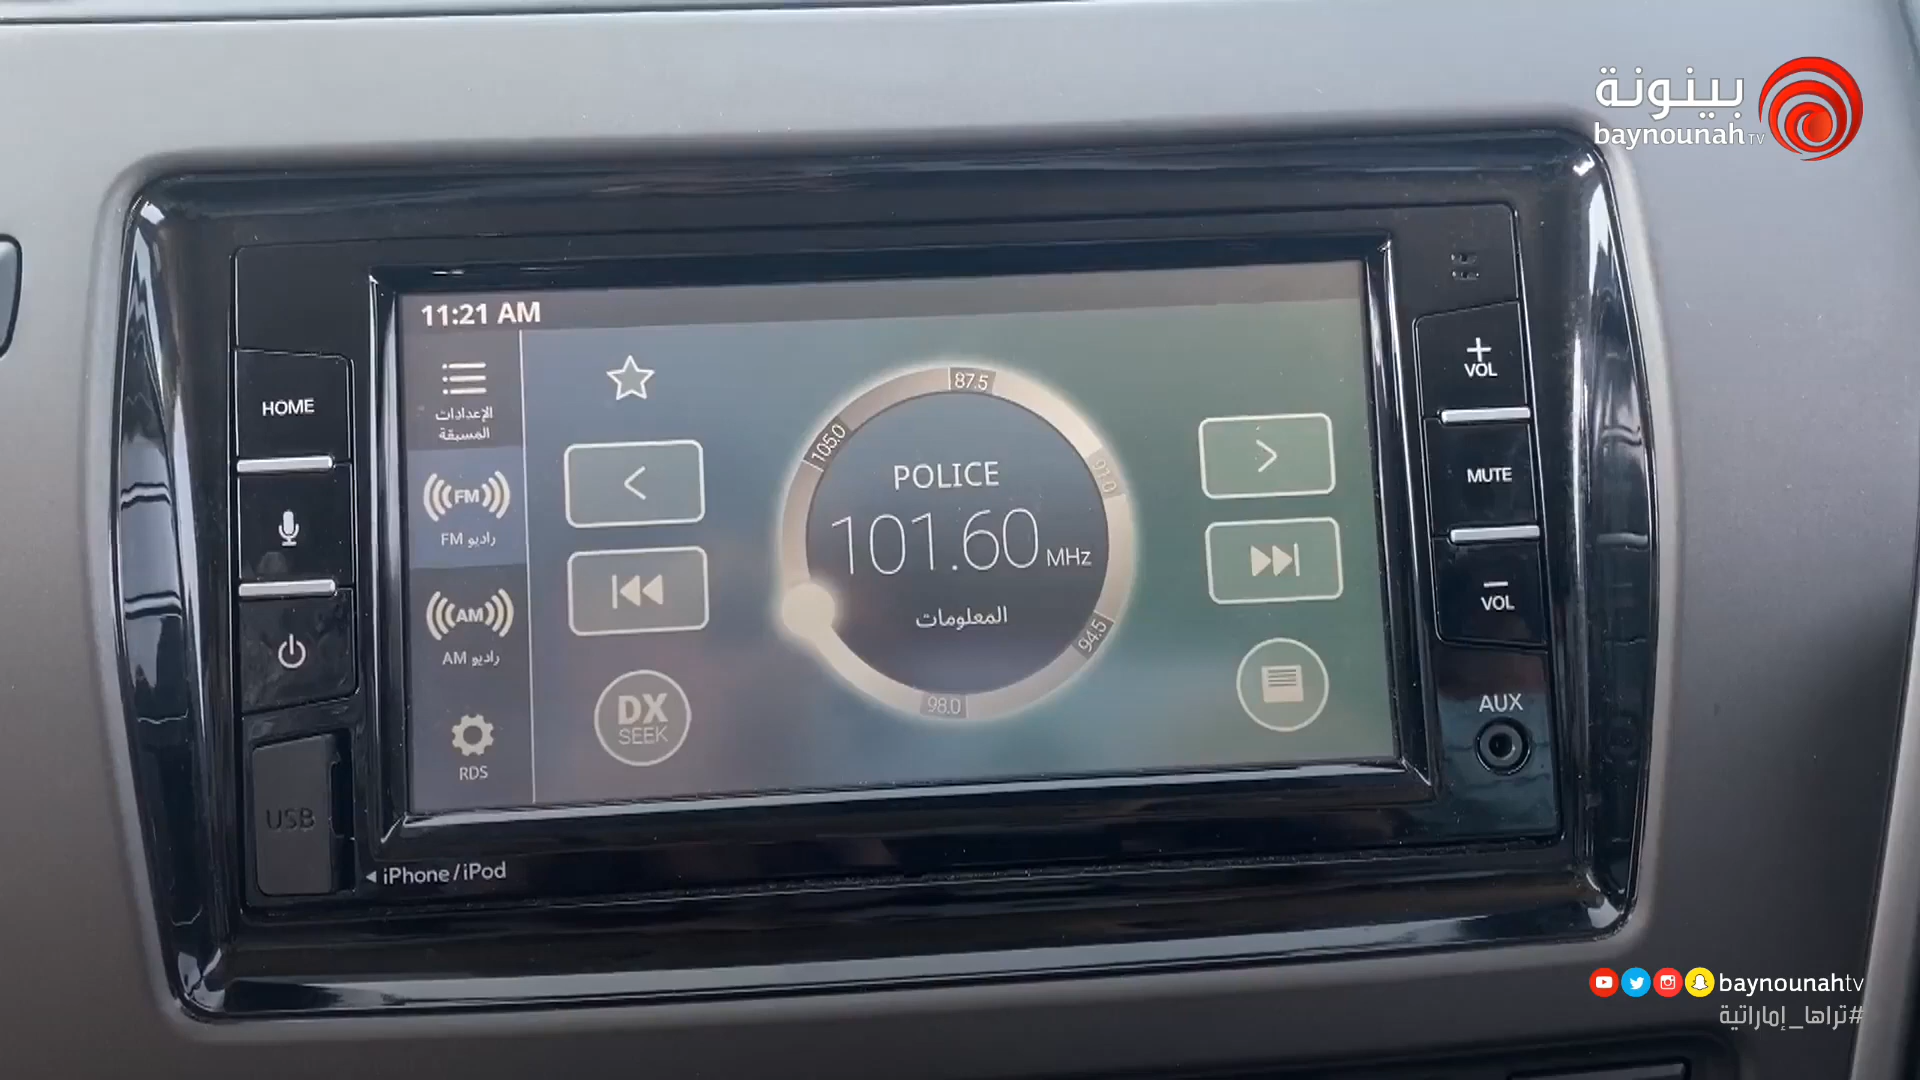 بينونة
baynounah TV
11:21 AM
HOME
USB
iPhone/iPod
الإعدادات
المسبقة
FM
راديو FM
AM
راديو AM
RDS
DX
SEEK
87.5
91.0
94.5
98.0
105.0
POLICE
101.60 MHz
المعلومات
+
VOL
MUTE
−
VOL
AUX
baynounahtv
#تراها_إماراتية